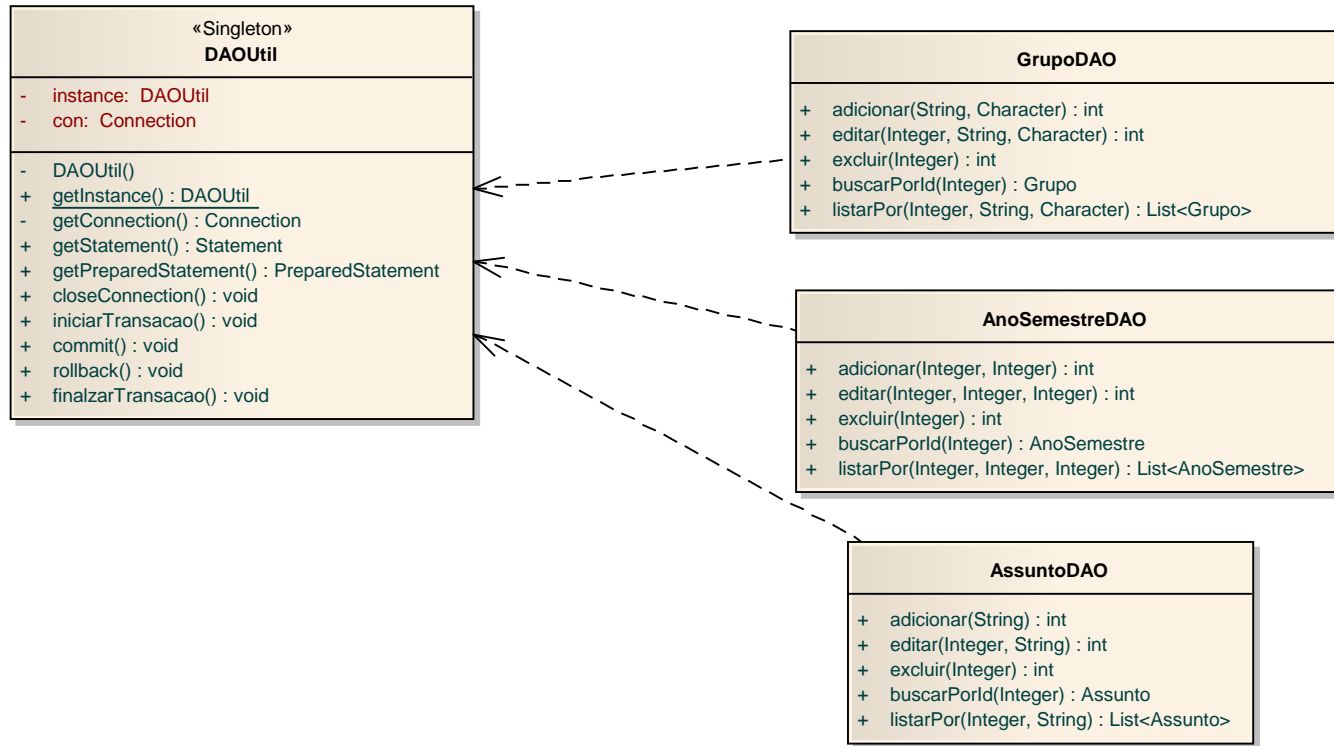 «Singleton»
DAOUtil
- instance: DAOUtil
- con: Connection
- DAOUtil()
+ getInstance() : DAOUtil
- getConnection() : Connection
+ getStatement() : Statement
+ getPreparedStatement() : PreparedStatement
+ closeConnection() : void
+ iniciarTransacao() : void
+ commit() : void
+ rollback() : void
+ finalzarTransacao() : void
GrupoDAO
+ adicionar(String, Character) : int
+ editar(Integer, String, Character) : int
+ excluir(Integer) : int
+ buscarPorId(Integer) : Grupo
+ listarPor(Integer, String, Character) : List<Grupo>
AnoSemestreDAO
+ adicionar(Integer, Integer) : int
+ editar(Integer, Integer, Integer) : int
+ excluir(Integer) : int
+ buscarPorId(Integer) : AnoSemestre
+ listarPor(Integer, Integer, Integer) : List<AnoSemestre>
AssuntoDAO
+ adicionar(String) : int
+ editar(Integer, String) : int
+ excluir(Integer) : int
+ buscarPorId(Integer) : Assunto
+ listarPor(Integer, String) : List<Assunto>